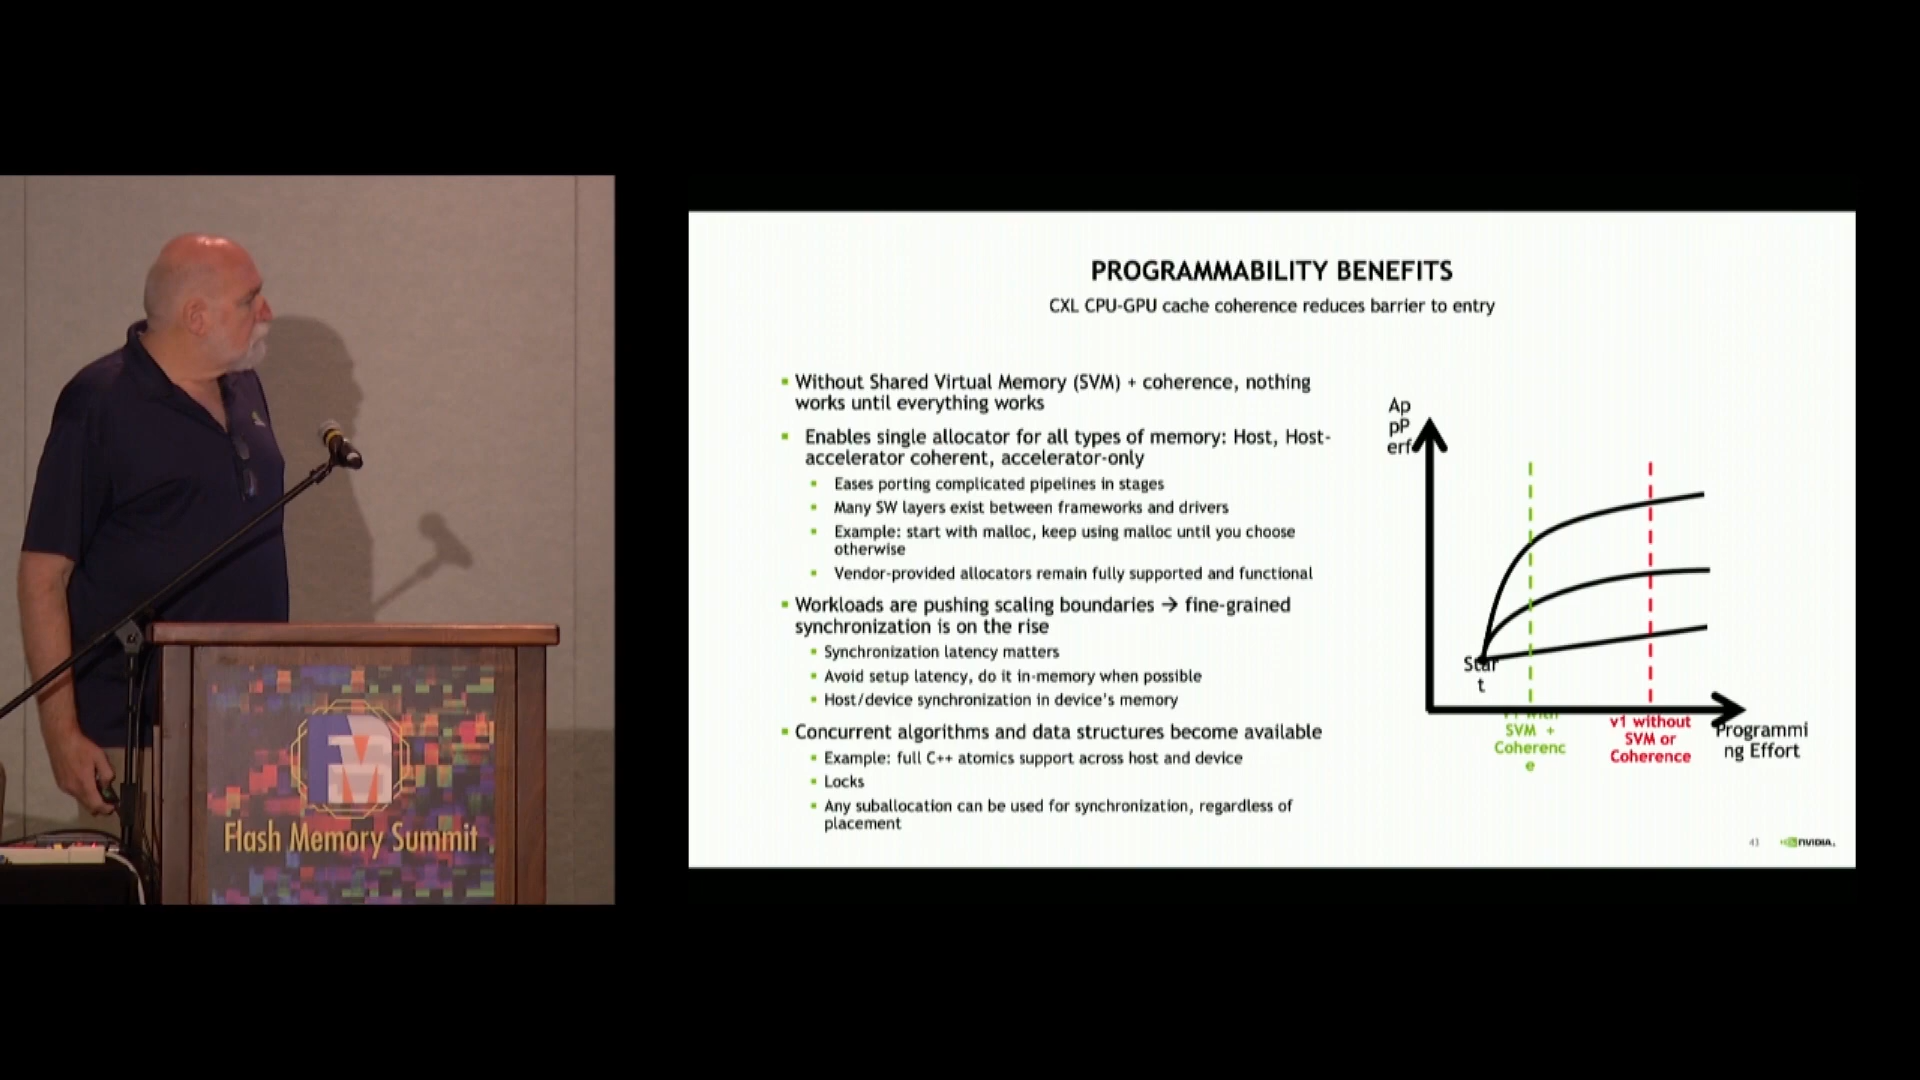 Flash Memory Summit
PROGRAMMABILITY BENEFITS
CXL CPU-GPU cache coherence reduces barrier to entry
Without Shared Virtual Memory (SVM) + coherence, nothing
works until everything works
Enables single allocator for all types of memory: Host, Host-
accelerator coherent, accelerator-only
Eases porting complicated pipelines in stages
Many SW layers exist between frameworks and drivers
Example: start with malloc, keep using malloc until you choose
otherwise
Vendor-provided allocators remain fully supported and functional
Workloads are pushing scaling boundaries → fine-grained
synchronization is on the rise
Synchronization latency matters
Avoid setup latency, do it in-memory when possible
Host/device synchronization in device's memory
Concurrent algorithms and data structures become available
Example: full C++ atomics support across host and device
Locks
Any suballocation can be used for synchronization, regardless of
placement
Ap
pP
erf
Star
t
v1 with
SVM +
Coherenc
e
v1 without
SVM or
Coherence
Programmi
ng Effort
NVIDIA.